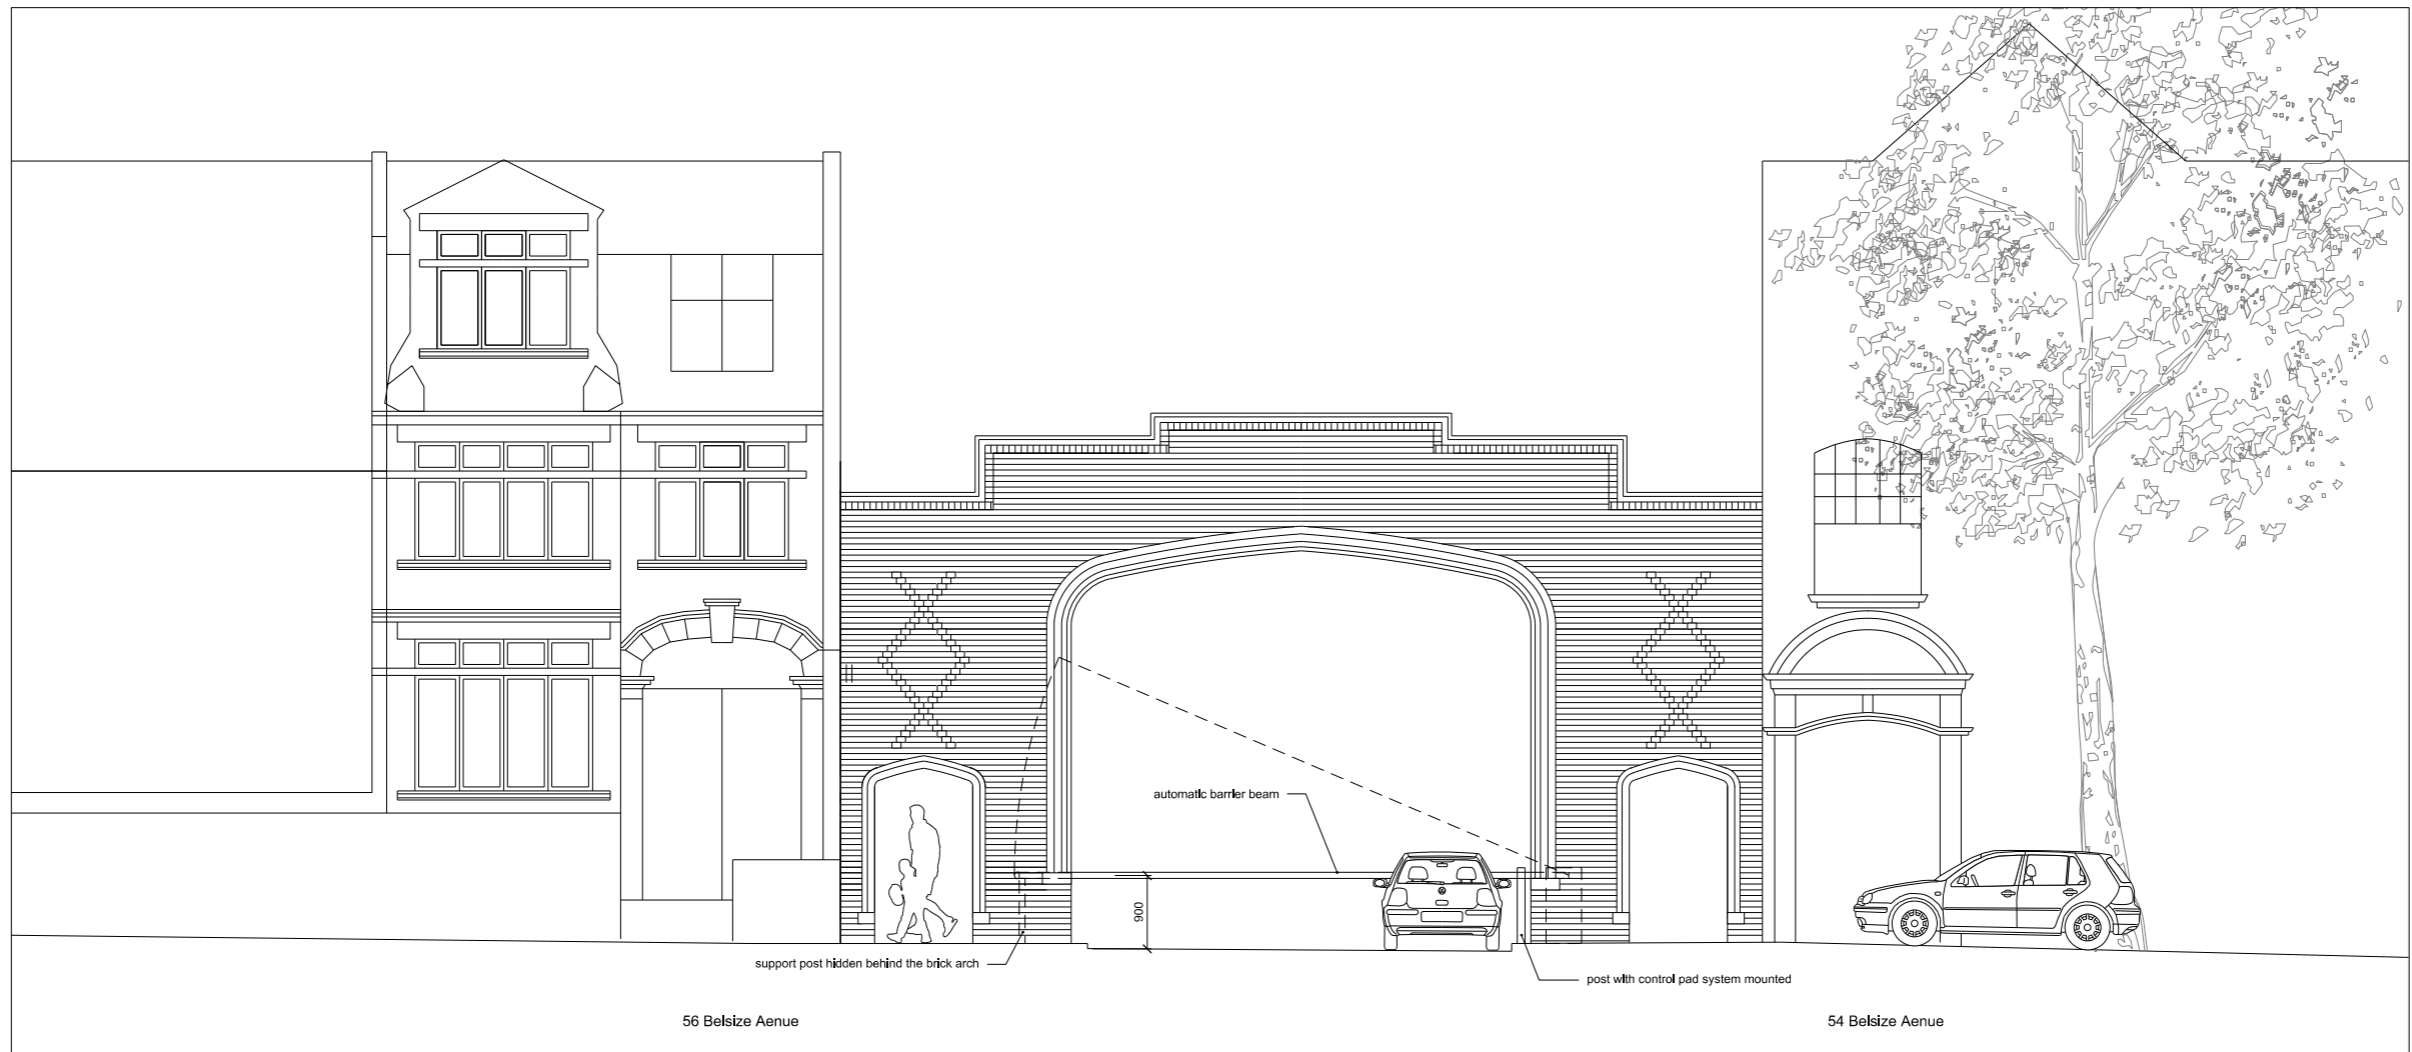 automatic barrier beam
900
support post hidden behind the brick arch
post with control pad system mounted
56 Belsize Aenue
54 Belsize Aenue